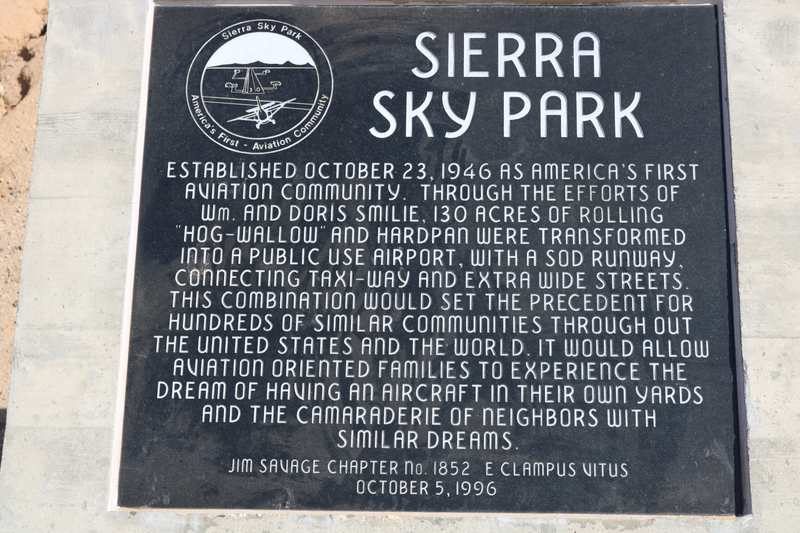 Sierra Sky Park
America's First - Aviation Community
SIERRA
SKY PARK
ESTABLISHED OCTOBER 23, 1946 AS AMERICA'S FIRST
AVIATION COMMUNITY. THROUGH THE EFFORTS OF
Wm. AND DORIS SMILIE, 130 ACRES OF ROLLING
"HOG-WALLOW" AND HARDPAN WERE TRANSFORMED
INTO A PUBLIC USE AIRPORT, WITH A SOD RUNWAY,
CONNECTING TAXI-WAY AND EXTRA WIDE STREETS.
THIS COMBINATION WOULD SET THE PRECEDENT FOR
HUNDREDS OF SIMILAR COMMUNITIES THROUGH OUT
THE UNITED STATES AND THE WORLD. IT WOULD ALLOW
AVIATION ORIENTED FAMILIES TO EXPERIENCE THE
DREAM OF HAVING AN AIRCRAFT IN THEIR OWN YARDS
AND THE CAMARADERIE OF NEIGHBORS WITH
SIMILAR DREAMS.
JIM SAVAGE CHAPTER No. 1852 E CLAMPUS VITUS
OCTOBER 5, 1996